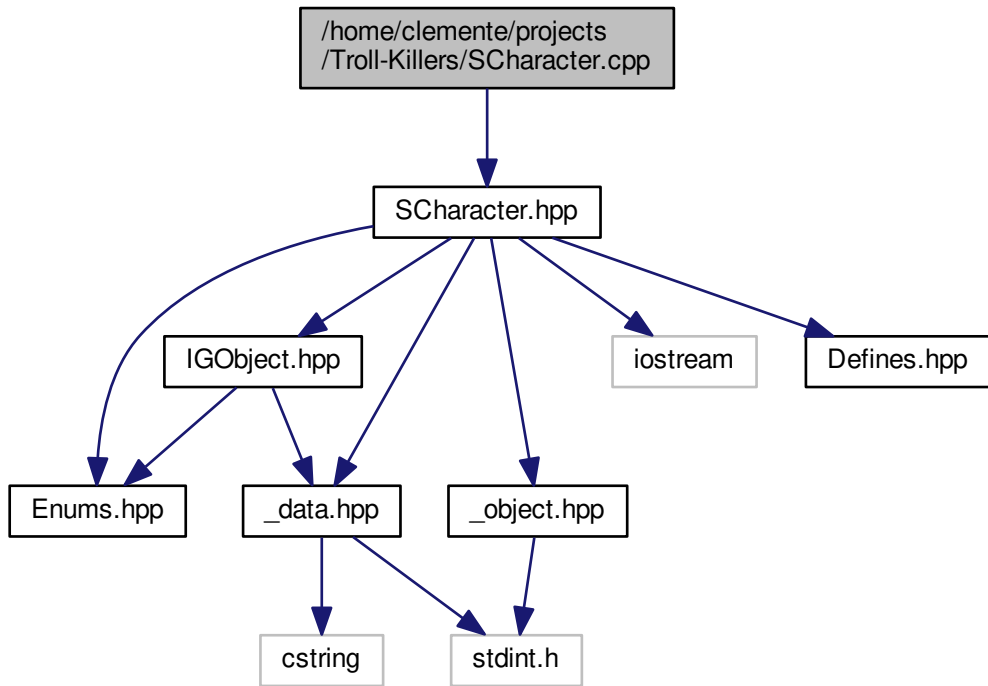 /home/clemente/projects
/Troll-Killers/SCharacter.cpp
SCharacter.hpp
IGObject.hpp
iostream
Defines.hpp
Enums.hpp
_data.hpp
_object.hpp
cstring
stdint.h